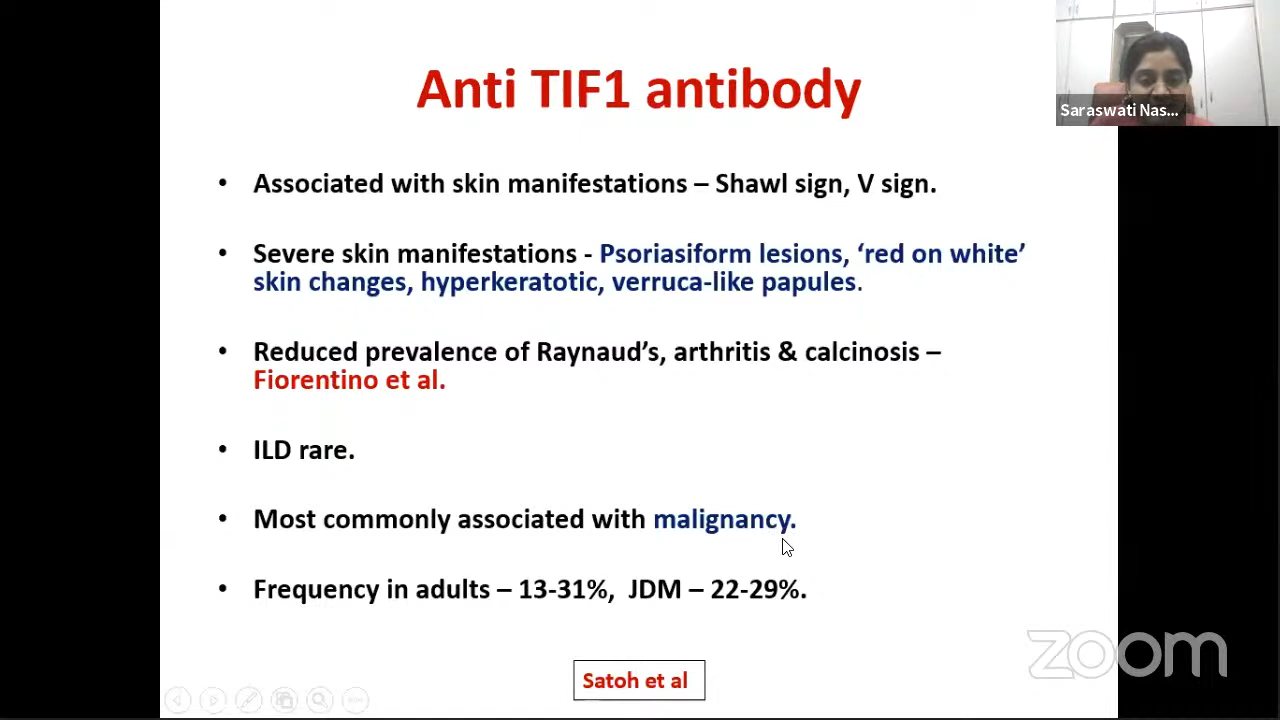 Anti TIF1 antibody
Saraswati Nas...
• Associated with skin manifestations – Shawl sign, V sign.
• Severe skin manifestations - Psoriasiform lesions, ‘red on white’
skin changes, hyperkeratotic, verruca-like papules.
• Reduced prevalence of Raynaud’s, arthritis & calcinosis –
Fiorentino et al.
• ILD rare.
• Most commonly associated with malignancy.
• Frequency in adults – 13-31%, JDM – 22-29%.
zoom
Satoh et al